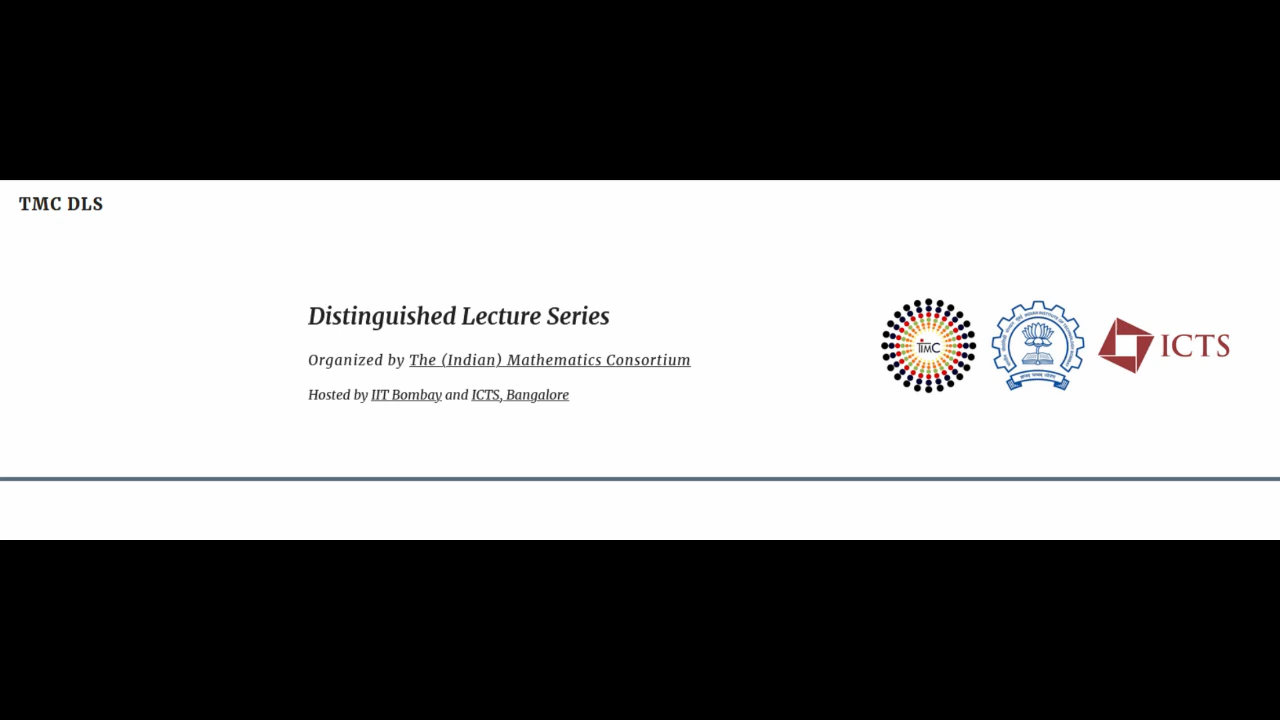 TMC DLS
Distinguished Lecture Series
Organized by The (Indian) Mathematics Consortium
Hosted by IIT Bombay and ICTS, Bangalore
TIMC
ICTS